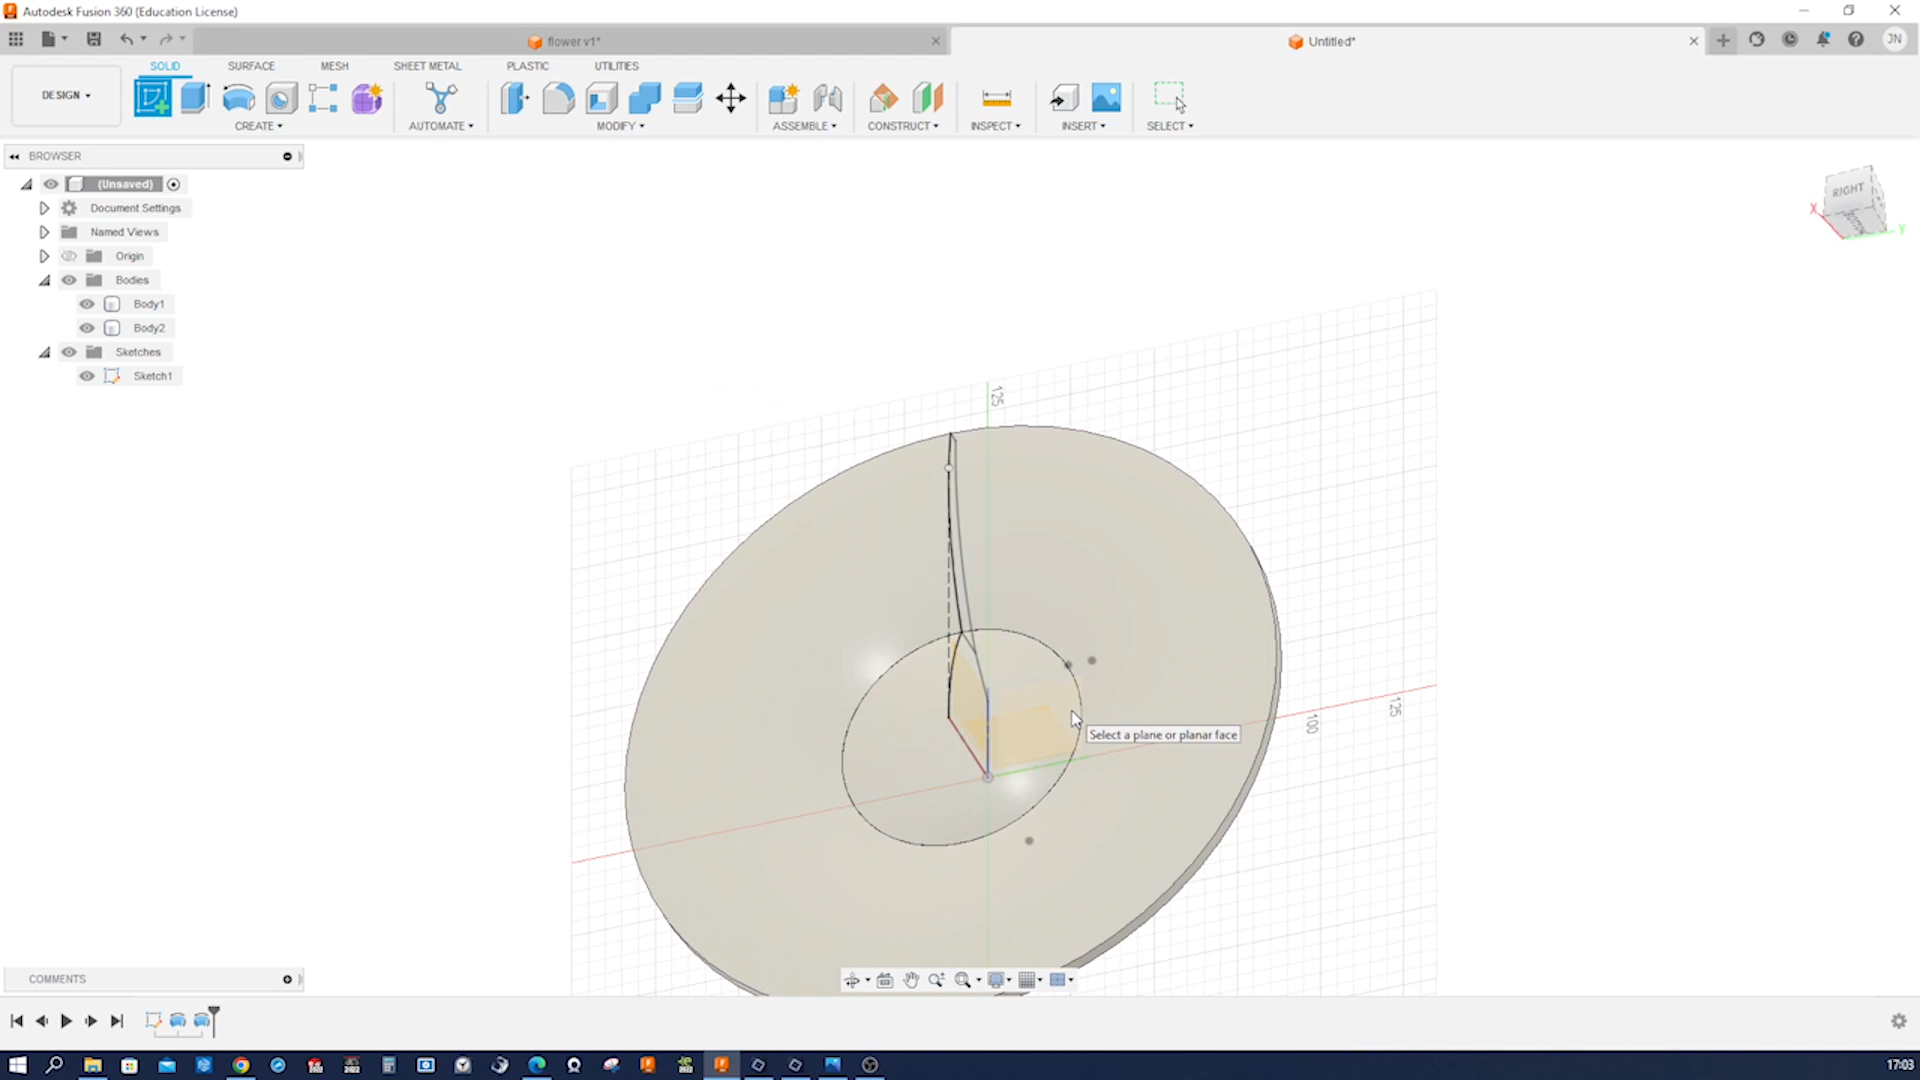 Autodesk Fusion 360 (Education License)
flower v1*
Untitled*
JN
DESIGN
SOLID
SURFACE
MESH
SHEET METAL
PLASTIC
UTILITIES
CREATE
AUTOMATE
MODIFY
ASSEMBLE
CONSTRUCT
INSPECT
INSERT
SELECT
BROWSER
(Unsaved)
Document Settings
Named Views
Origin
Bodies
Body1
Body2
Sketches
Sketch1
RIGHT
X
Y
125
100
125
Select a plane or planar face
COMMENTS
17:03